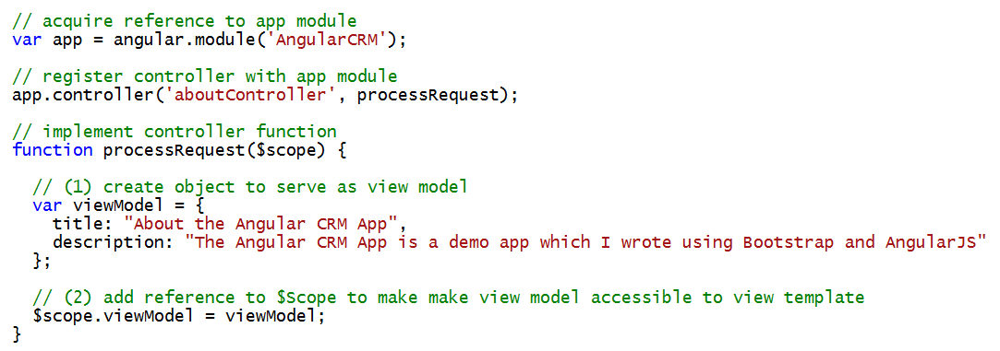 // acquire reference to app module
var app = angular.module('AngularCRM');
// register controller with app module
app.controller('aboutController', processRequest);
// implement controller function
function processRequest($scope) {
// (1) create object to serve as view model
var viewModel = {
title: "About the Angular CRM App",
description: "The Angular CRM App is a demo app which I wrote using Bootstrap and AngularJS"
};
// (2) add reference to $Scope to make make view model accessible to view template
$scope.viewModel = viewModel;
}